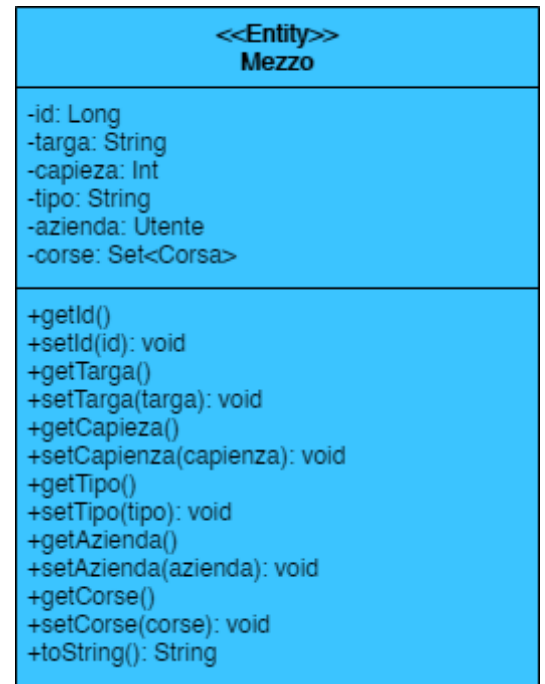 <<Entity>>
Mezzo
-id: Long
-targa: String
-capieza: Int
-tipo: String
-azienda: Utente
-corse: Set<Corsa>
+getId()
+setId(id): void
+getTarga()
+setTarga(targa): void
+getCapieza()
+setCapienza(capienza): void
+getTipo()
+setTipo(tipo): void
+getAzienda()
+setAzienda(azienda): void
+getCorse()
+setCorse(corse): void
+toString(): String